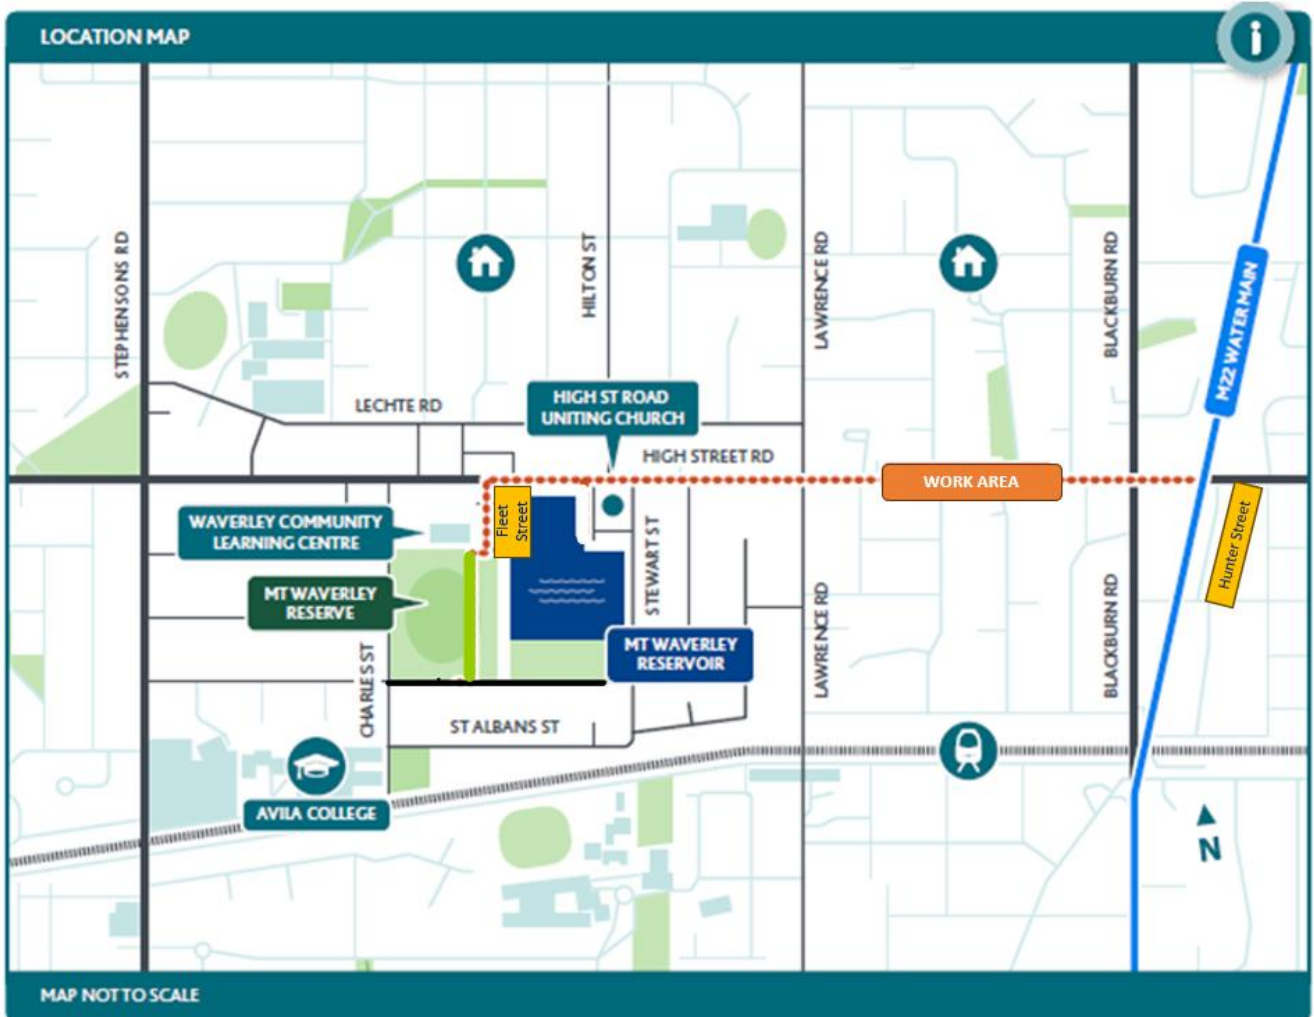 LOCATION MAP
i
STEPHENSONS RD
HILTON ST
LAWRENCE RD
BLACKBURN RD
M22 WATER MAIN
LECHTE RD
HIGH ST ROAD
UNITING CHURCH
HIGH STREET RD
WORK AREA
Fleet
Street
Hunter Street
WAVERLEY COMMUNITY
LEARNING CENTRE
MT WAVERLEY
RESERVE
STEWART ST
LAWRENCE RD
BLACKBURN RD
MT WAVERLEY
RESERVOIR
CHARLES ST
ST ALBANS ST
AVILA COLLEGE
N
MAP NOT TO SCALE